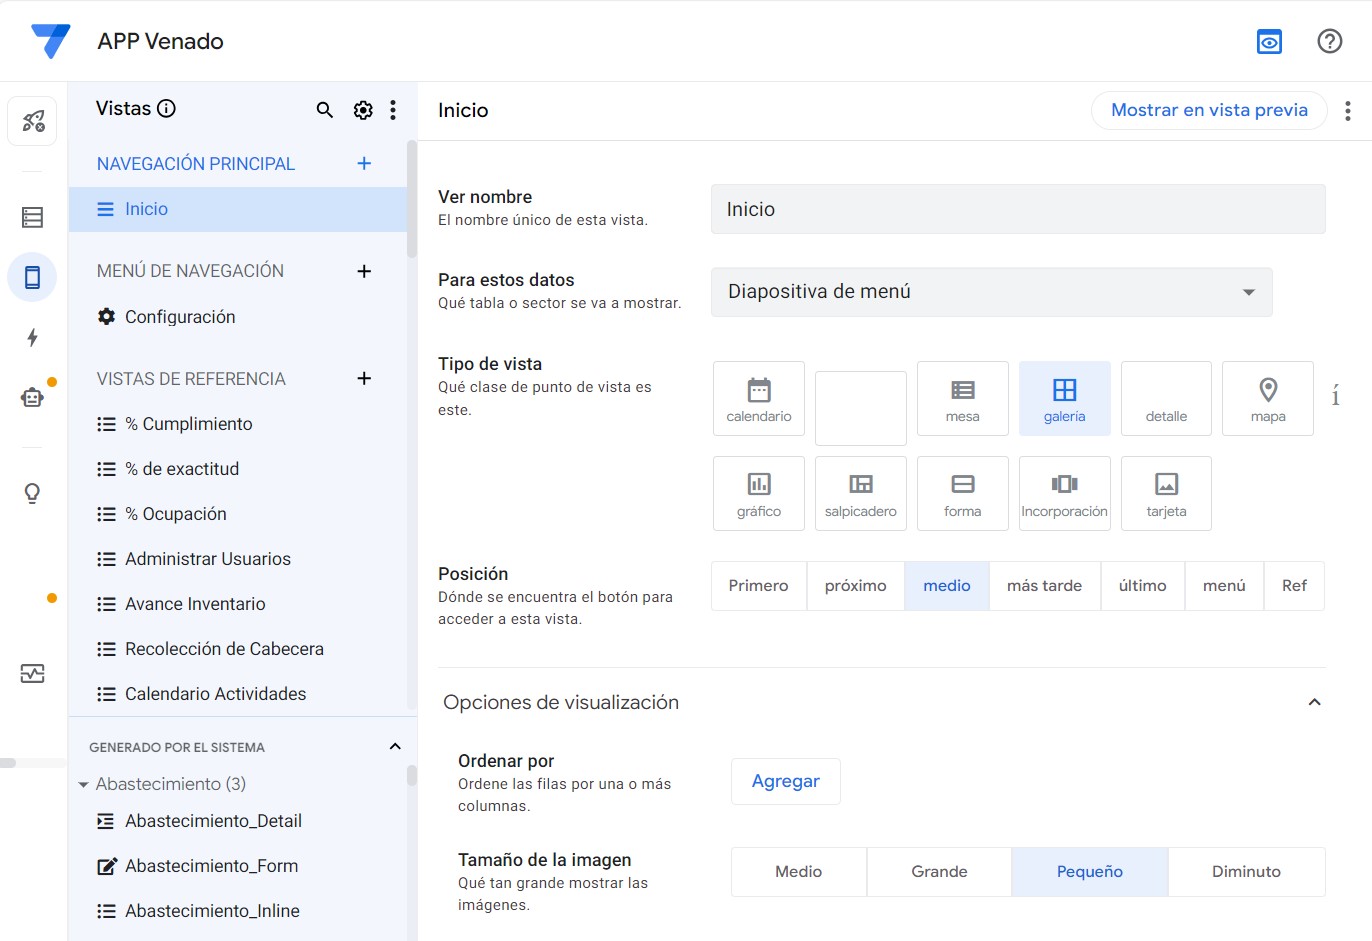 APP Venado
Vistas
Inicio
Mostrar en vista previa
NAVEGACIÓN PRINCIPAL
Inicio
MENÚ DE NAVEGACIÓN
Configuración
VISTAS DE REFERENCIA
% Cumplimiento
% de exactitud
% Ocupación
Administrar Usuarios
Avance Inventario
Recolección de Cabecera
Calendario Actividades
GENERADO POR EL SISTEMA
Abastecimiento (3)
Abastecimiento_Detail
Abastecimiento_Form
Abastecimiento_Inline
Ver nombre
El nombre único de esta vista.
Inicio
Para estos datos
Qué tabla o sector se va a mostrar.
Diapositiva de menú
Tipo de vista
Qué clase de punto de vista es
este.
calendario
mesa
galería
detalle
mapa
í
gráfico
salpicadero
forma
Incorporación
tarjeta
Posición
Dónde se encuentra el botón para
acceder a esta vista.
Primero próximo medio más tarde último menú Ref
Opciones de visualización
Ordenar por
Ordene las filas por una o más
columnas.
Agregar
Tamaño de la imagen
Qué tan grande mostrar las
imágenes.
Medio Grande Pequeño Diminuto